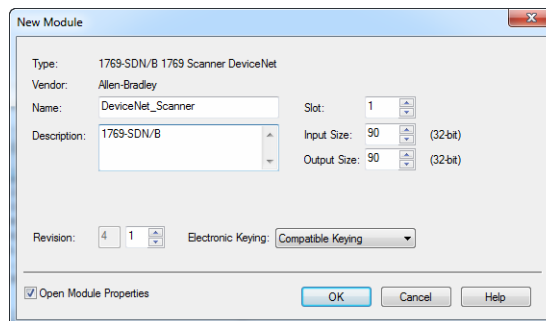 New Module
Type: 1769-SDN/B 1769 Scanner DeviceNet
Vendor: Allen-Bradley
Name: DeviceNet_Scanner Slot: 1
Description: 1769-SDN/B Input Size: 90 (32-bit)
Output Size: 90 (32-bit)
Revision: 4 1 Electronic Keying: Compatible Keying
Open Module Properties OK Cancel Help